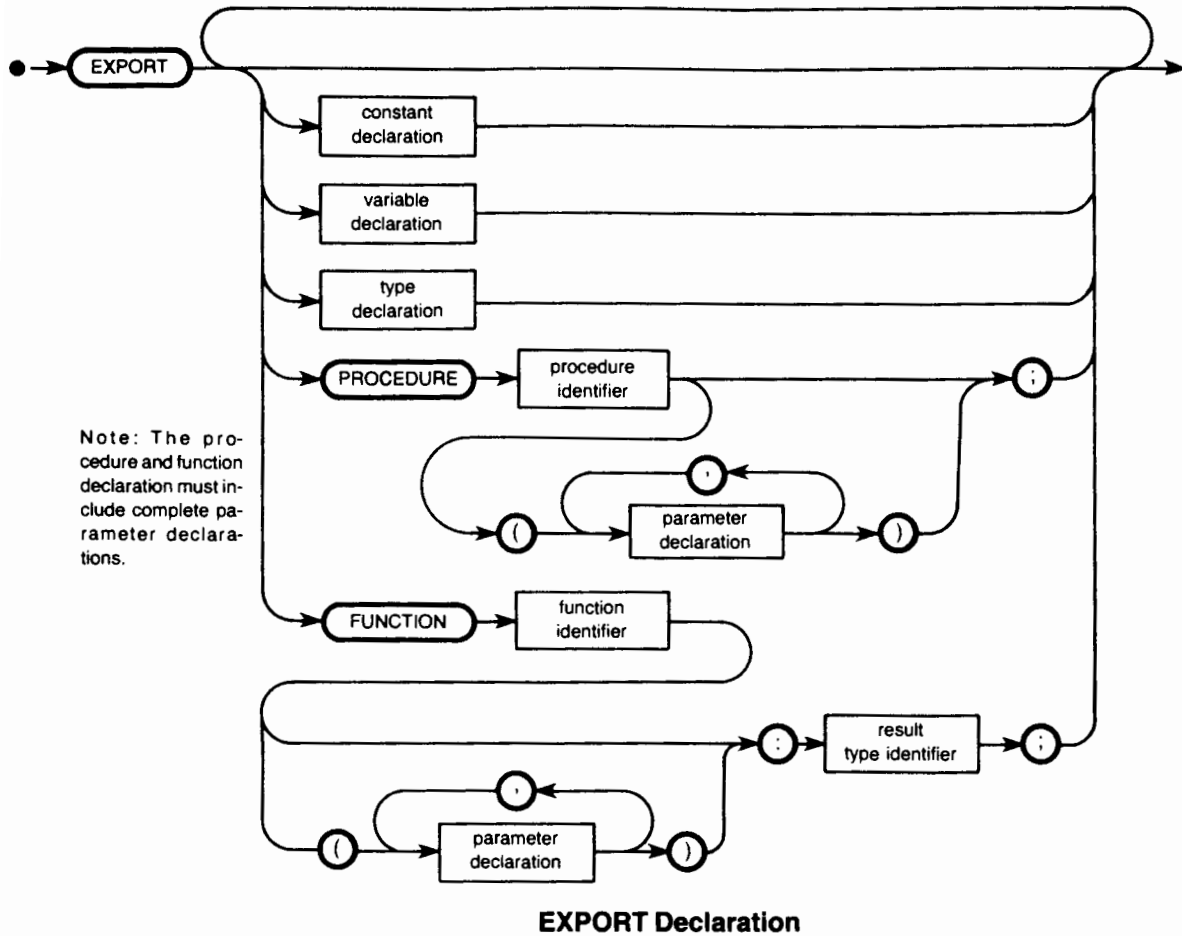 EXPORT
constant
declaration
variable
declaration
type
declaration
PROCEDURE
procedure
identifier
;
Note: The pro-
cedure and function
declaration must in-
clude complete pa-
rameter declara-
tions.
,
(
parameter
declaration
)
FUNCTION
function
identifier
:
result
type identifier
;
,
(
parameter
declaration
)
EXPORT Declaration